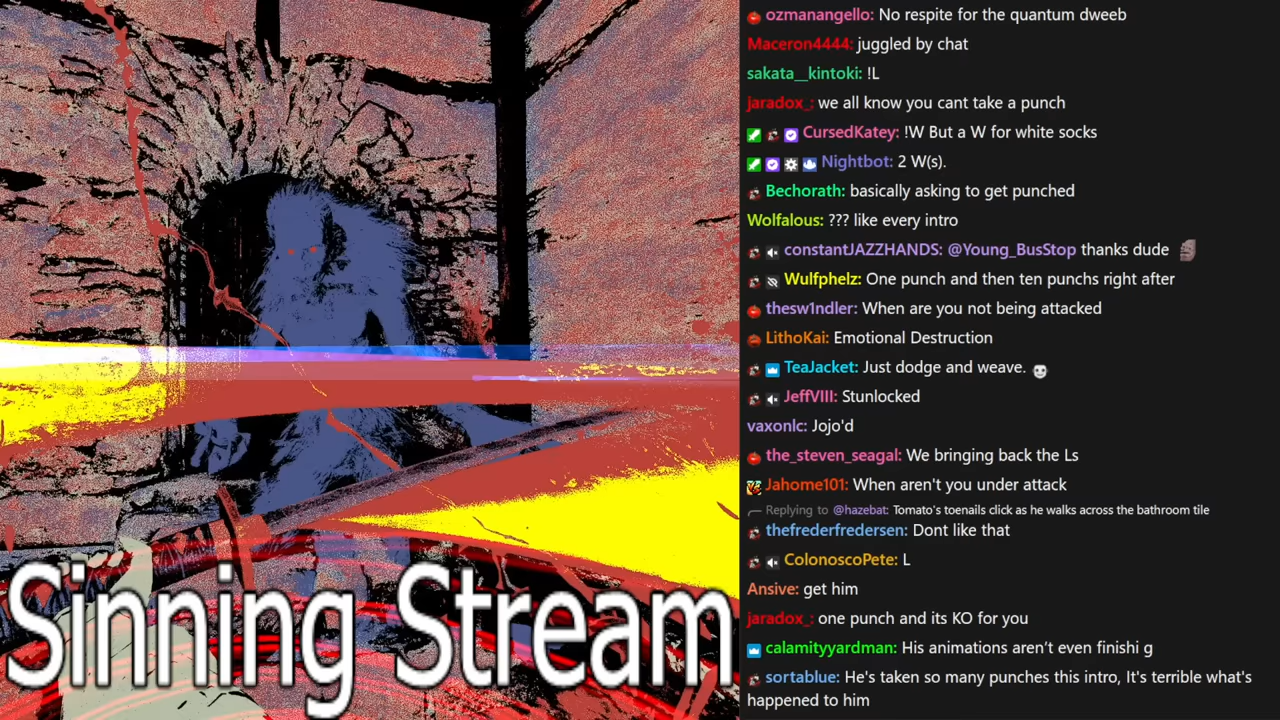 ozmanangello: No respite for the quantum dweeb
Maceron4444: juggled by chat
sakata__kintoki: !L
jaradox_: we all know you cant take a punch
CursedKatey: !W But a W for white socks
Nightbot: 2 W(s).
Bechorath: basically asking to get punched
Wolfalous: ??? like every intro
constantJAZZHANDS: @Young_BusStop thanks dude
Wulfphelz: One punch and then ten punchs right after
thesw1ndler: When are you not being attacked
LithoKai: Emotional Destruction
TeaJacket: Just dodge and weave.
JeffVIII: Stunlocked
vaxonlc: Jojo'd
the_steven_seagal: We bringing back the Ls
Jahome101: When aren't you under attack
Replying to @hazebat: Tomato's toenails click as he walks across the bathroom tile
thefrederfredersen: Dont like that
ColonoscoPete: L
Ansive: get him
jaradox_: one punch and its KO for you
calamityyardman: His animations aren't even finishi g
sortablue: He's taken so many punches this intro, It's terrible what's
happened to him
Sinning Stream